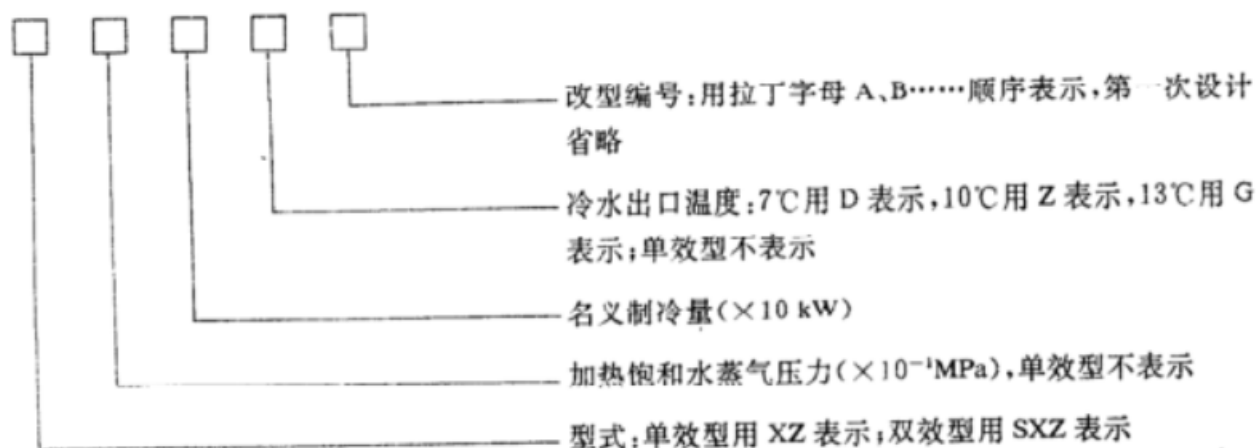 改型编号:用拉丁字母 A、B……顺序表示,第一次设计
省略
冷水出口温度:7℃用 D 表示,10℃用 Z 表示,13℃用 G
表示;单效型不表示
名义制冷量(×10 kW)
加热饱和水蒸气压力(×10⁻¹MPa),单效型不表示
型式:单效型用 XZ 表示;双效型用 SXZ 表示